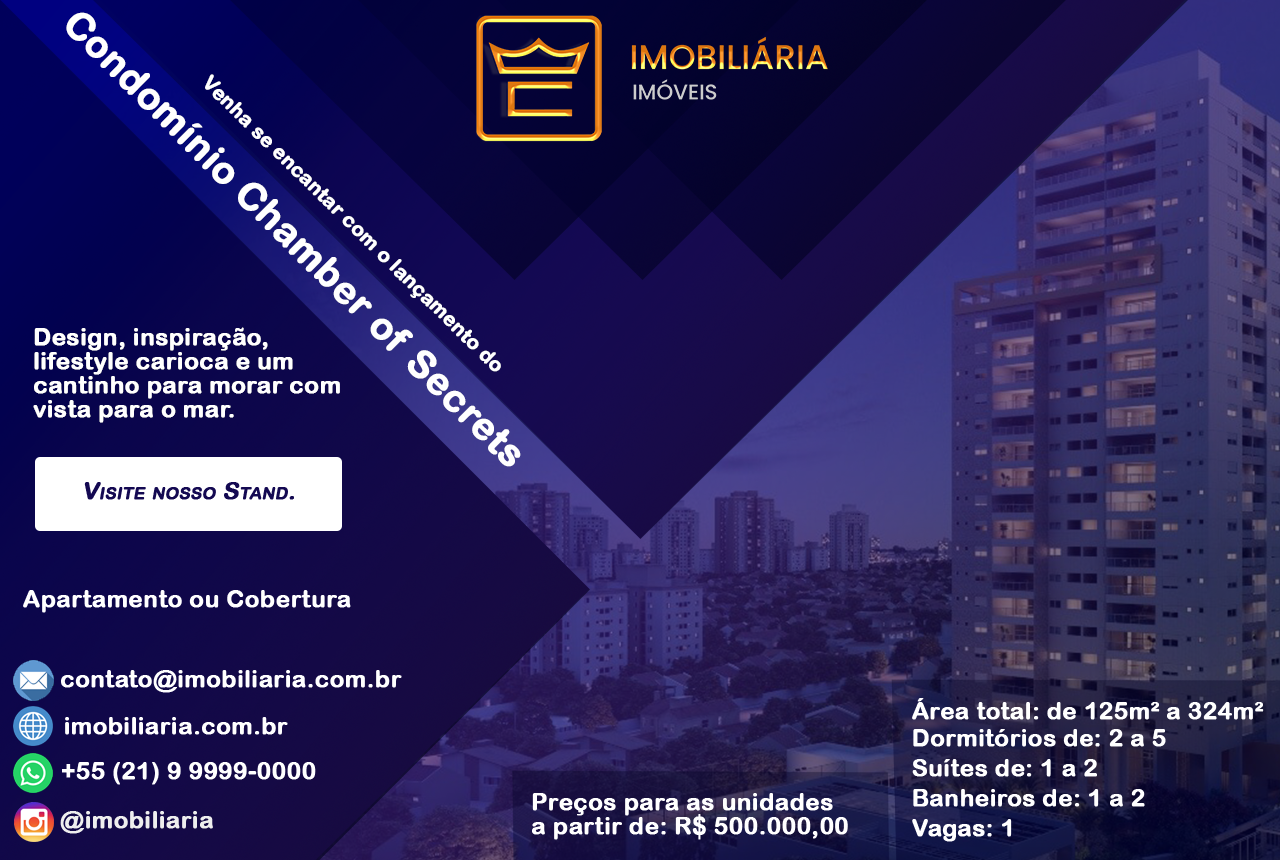 IMOBILIÁRIA
IMÓVEIS
Venha se encantar com o lançamento do
Condomínio Chamber of Secrets
Design, inspiração,
lifestyle carioca e um
cantinho para morar com
vista para o mar.
Visite nosso Stand.
Apartamento ou Cobertura
contato@imobiliaria.com.br
imobiliaria.com.br
+55 (21) 9 9999-0000
@imobiliaria
Preços para as unidades
a partir de: R$ 500.000,00
Área total: de 125m² a 324m²
Dormitórios de: 2 a 5
Suítes de: 1 a 2
Banheiros de: 1 a 2
Vagas: 1